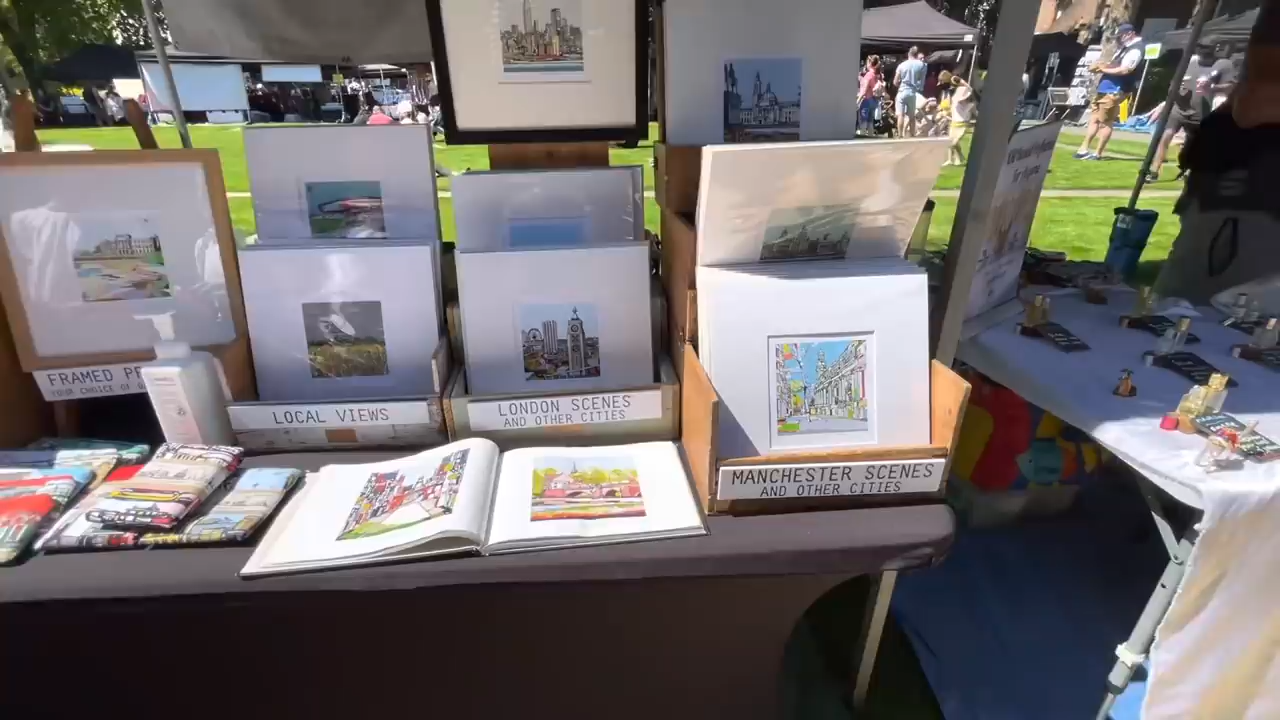 FRAMED
YOUR CHOICE OF
LOCAL VIEWS
LONDON SCENES
AND OTHER CITIES
MANCHESTER SCENES
AND OTHER CITIES